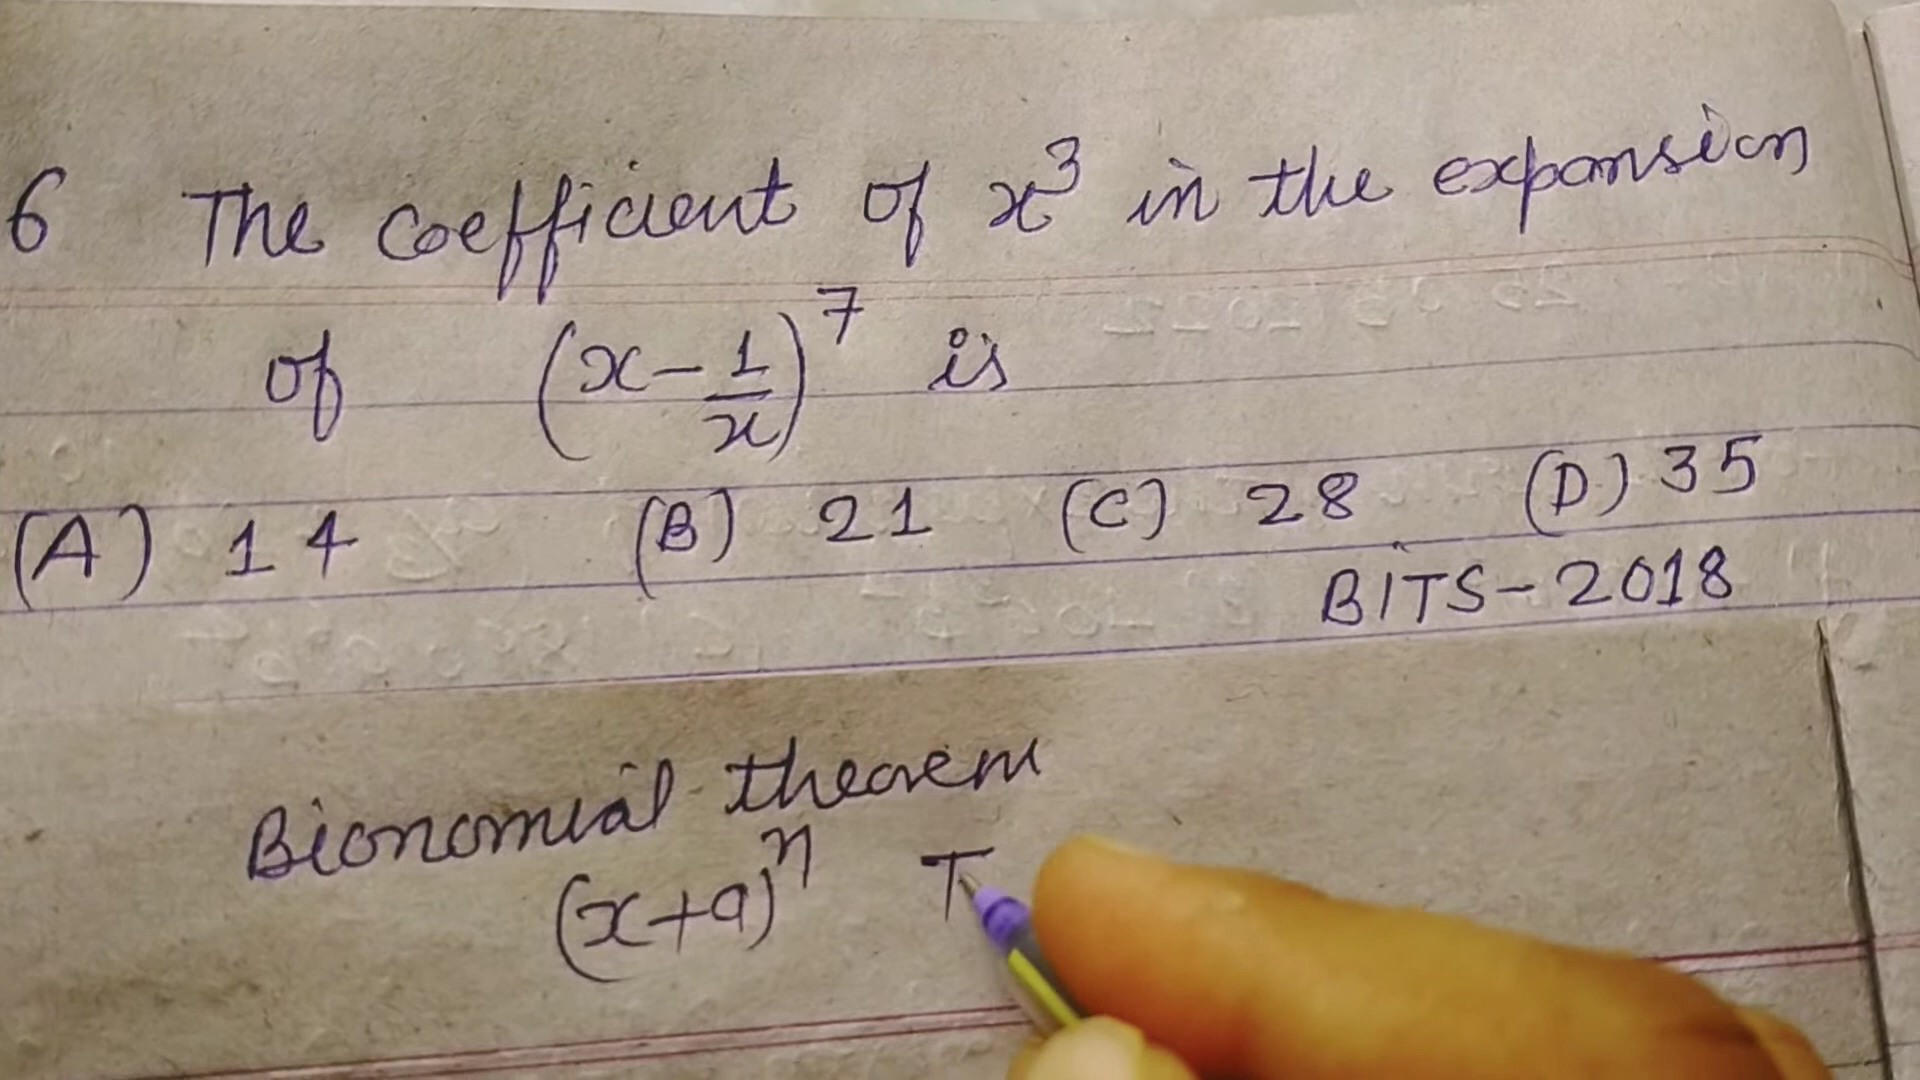 6 The coefficient of x³ in the expansion
of (x - 1/x)⁷ is
(A) 14 (B) 21 (C) 28 (D) 35
BITS-2018
Bionomial theorem
(x+a)ⁿ T